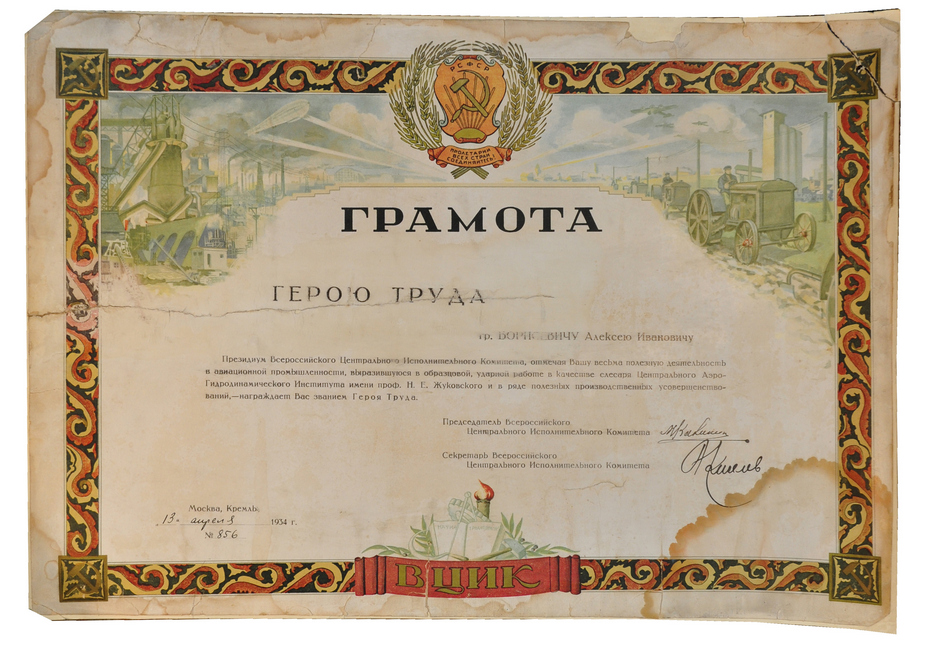 РСФСР
ПРОЛЕТАРИИ
ВСЕХ СТРАН,
СОЕДИНЯЙТЕСЬ!
ГРАМОТА
ГЕРОЮ ТРУДА
гр. Алексею Ивановичу
Президиум Всероссийского Центрального Исполнительного Комитета, отмечая Вашу весьма полезную деятельность
в авиационной промышленности, выразившуюся в образцовой, ударной работе в качестве слесаря Центрального Аэро-
Гидродинамического Института имени проф. Н. Е. Жуковского и в ряде полезных производственных усовершенство-
ваний,—награждает Вас званием Героя Труда.
Председатель Всероссийского
Центрального Исполнительного Комитета М Калинин
Секретарь Всероссийского
Центрального Исполнительного Комитета
Москва, Кремль.
„13“ апреля 1934 г.
№ 856
ВЦИК